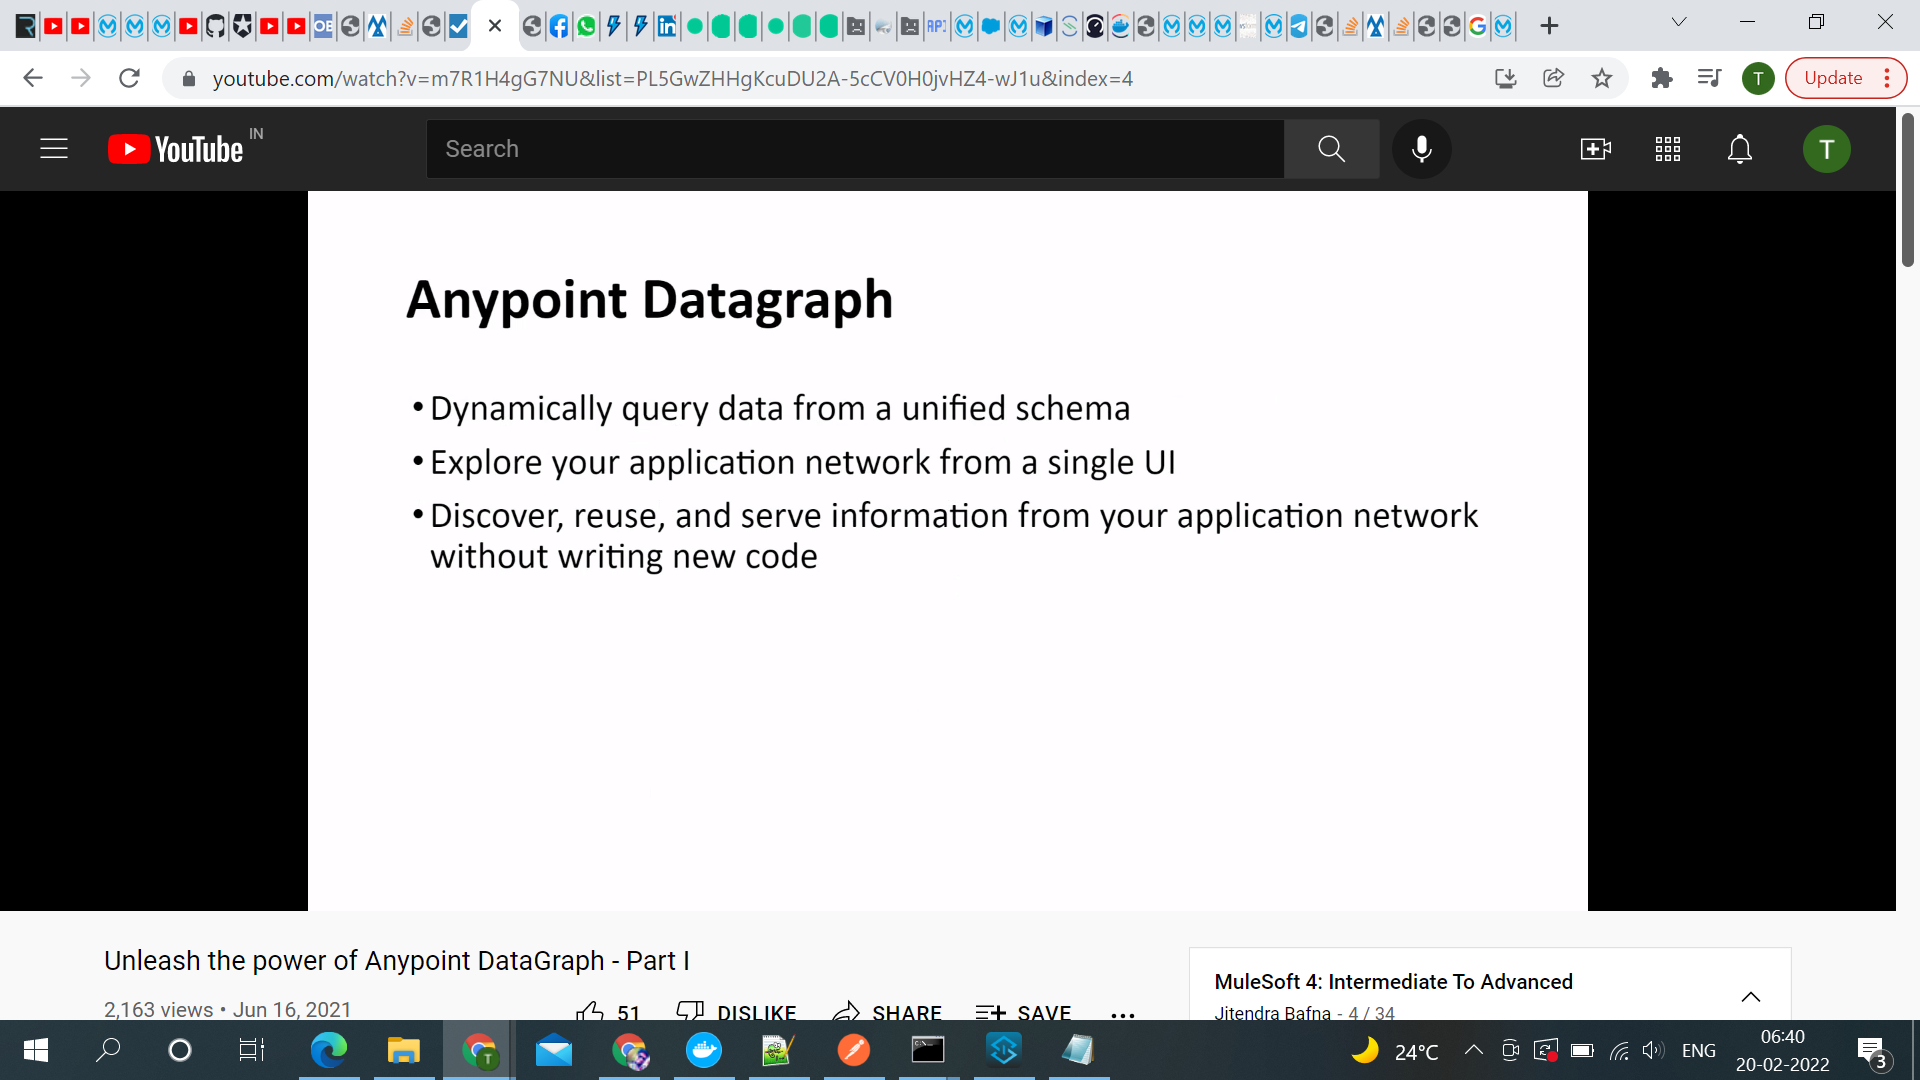 OB
in
API
youtube.com/watch?v=m7R1H4gG7NU&list=PL5GwZHHgKcuDU2A-5cCV0H0jvHZ4-wJ1u&index=4
T
Update
YouTube
IN
Search
T
Anypoint Datagraph
• Dynamically query data from a unified schema
• Explore your application network from a single UI
• Discover, reuse, and serve information from your application network
without writing new code
Unleash the power of Anypoint DataGraph - Part I
2,163 views • Jun 16, 2021
51
DISLIKE
SHARE
SAVE
MuleSoft 4: Intermediate To Advanced
Jitendra Bafna - 4 / 34
T
24°C
ENG
06:40
20-02-2022
3